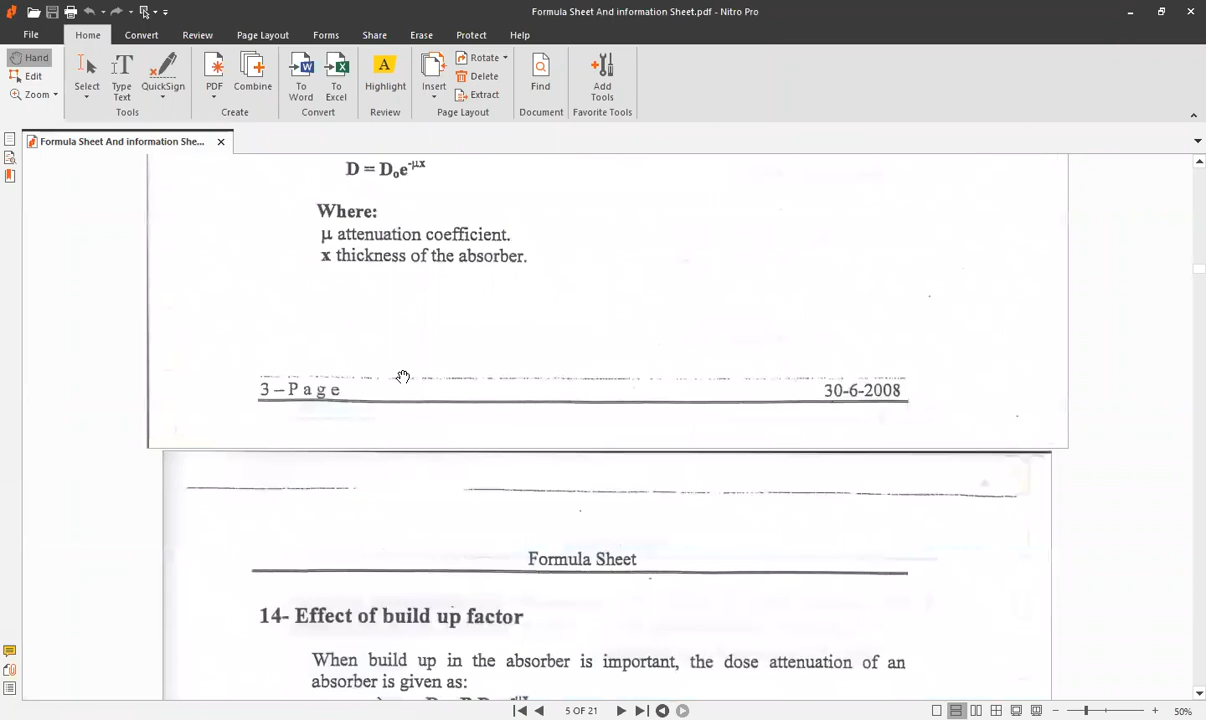 Formula Sheet And information Sheet.pdf - Nitro Pro
File Home Convert Review Page Layout Forms Share Erase Protect Help
Hand
Edit
Zoom
Select
Type Text
QuickSign
Tools
PDF
Combine
Create
To Word
To Excel
Convert
Highlight
Review
Insert
Rotate
Delete
Extract
Page Layout
Find
Document
Add Tools
Favorite Tools
Formula Sheet And information She...
D = D₀e^-μx
Where:
μ attenuation coefficient.
x thickness of the absorber.
3 – P a g e 30-6-2008
Formula Sheet
14- Effect of build up factor
When build up in the absorber is important, the dose attenuation of an
absorber is given as:
5 OF 21
50%